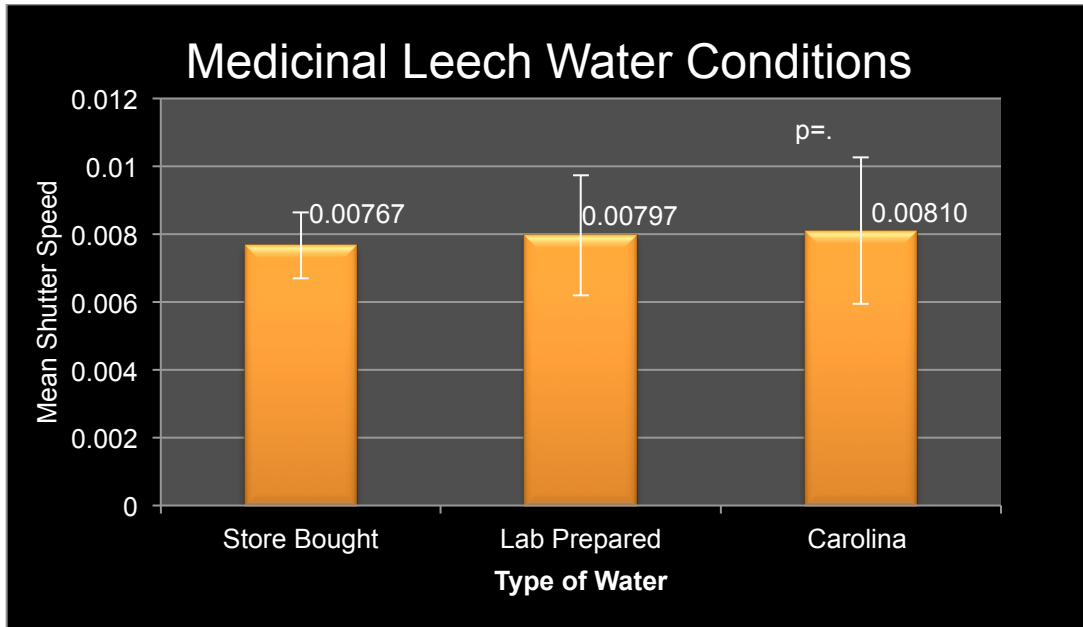 Medicinal Leech Water Conditions
0.012
0.01
0.008
0.006
0.004
0.002
0
Mean Shutter Speed
p=.
0.00767
0.00797
0.00810
Store Bought
Lab Prepared
Carolina
Type of Water